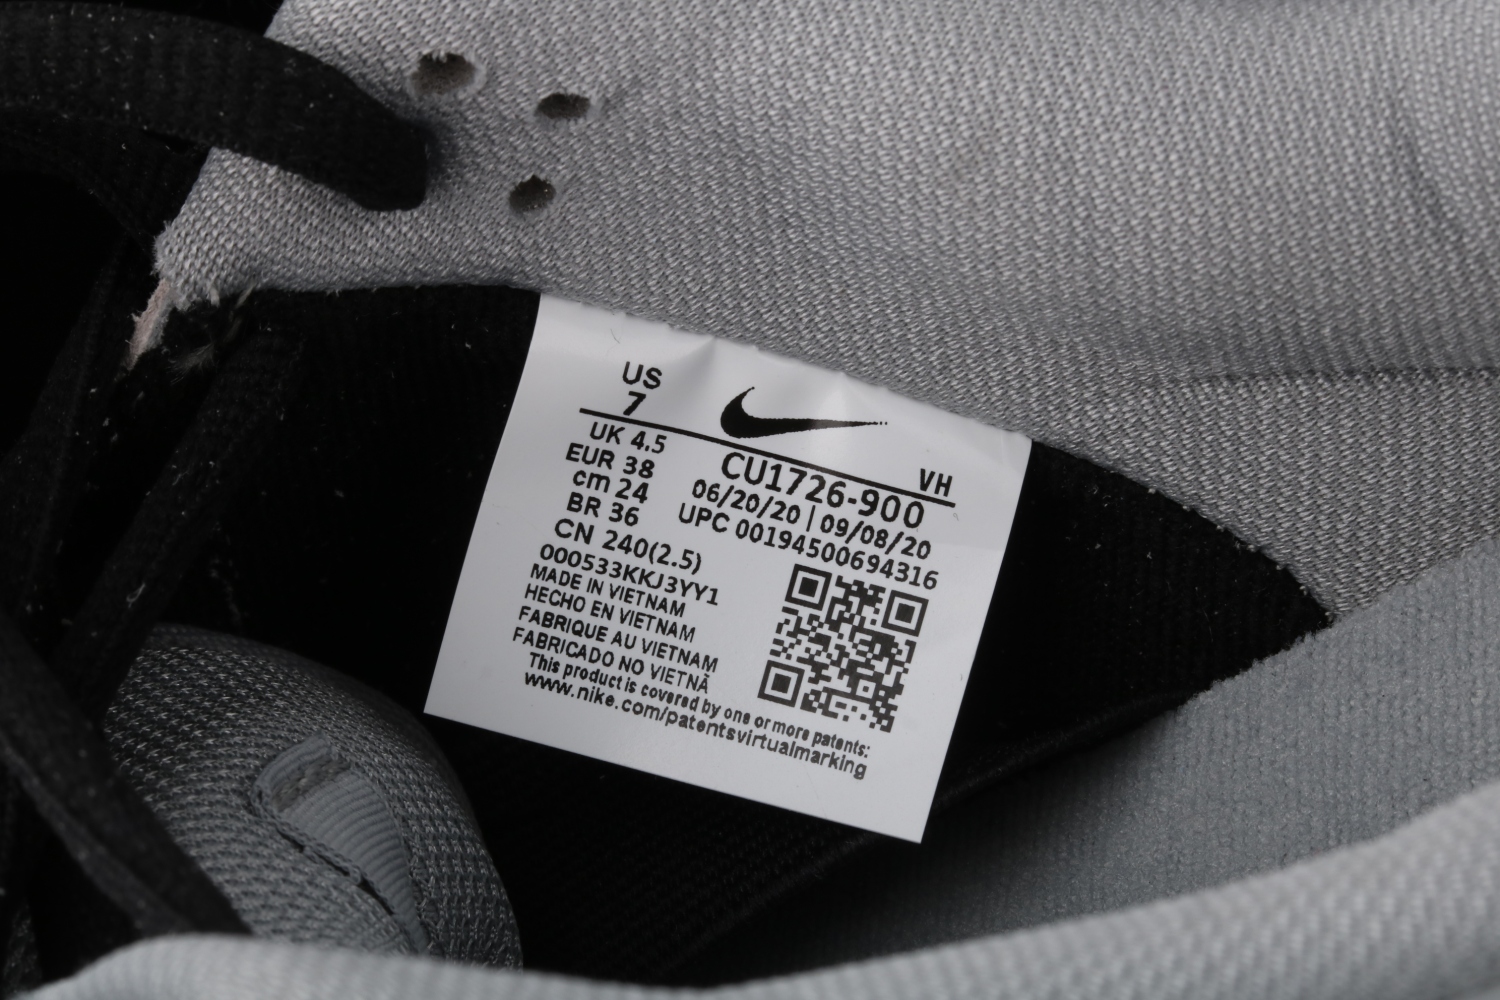 US
7
UK 4.5
EUR 38
cm 24
BR 36
CN 240(2.5)
VH
CU1726-900
06/20/20 | 09/08/20
UPC 00194500694316
000533KKJ3YY1
MADE IN VIETNAM
HECHO EN VIETNAM
FABRIQUE AU VIETNAM
FABRICADO NO VIETNÃ
This product is covered by one or more patents:
www.nike.com/patentsvirtualmarking